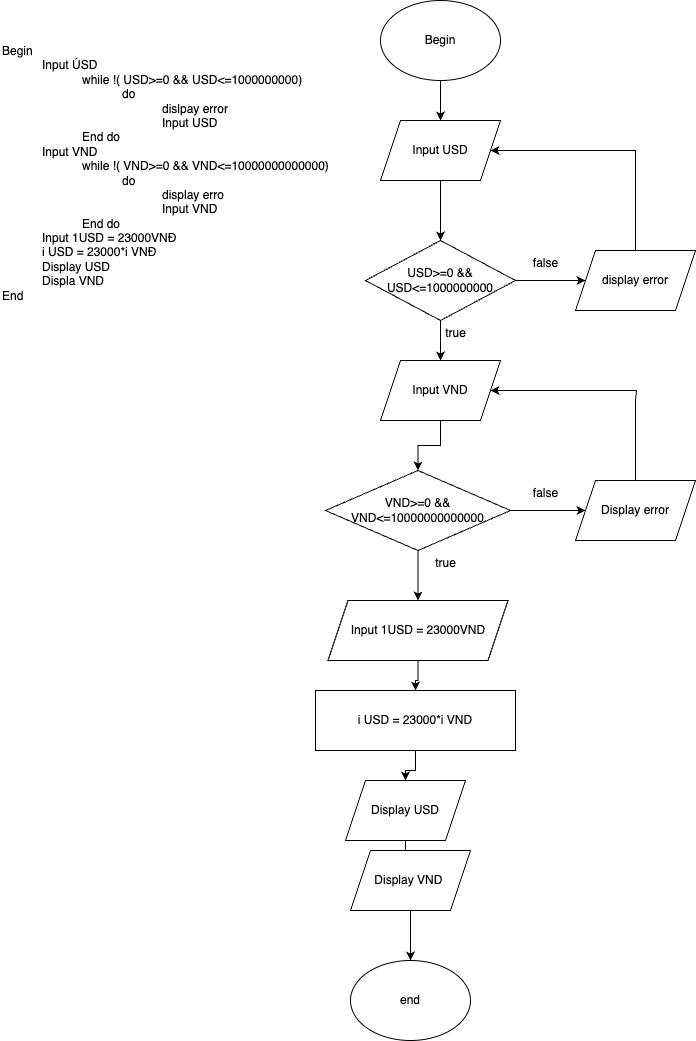 Begin
Input ÚSD
while !( USD>=0 && USD<=1000000000)
do
dislpay error
Input USD
End do
Input VND
while !( VND>=0 && VND<=10000000000000)
do
display erro
Input VND
End do
Input 1USD = 23000VNĐ
i USD = 23000*i VNĐ
Display USD
Displa VND
End
Begin
Input USD
USD>=0 &&
USD<=1000000000
false
display error
true
Input VND
VND>=0 &&
VND<=10000000000000
false
Display error
true
Input 1USD = 23000VND
i USD = 23000*i VND
Display USD
Display VND
end